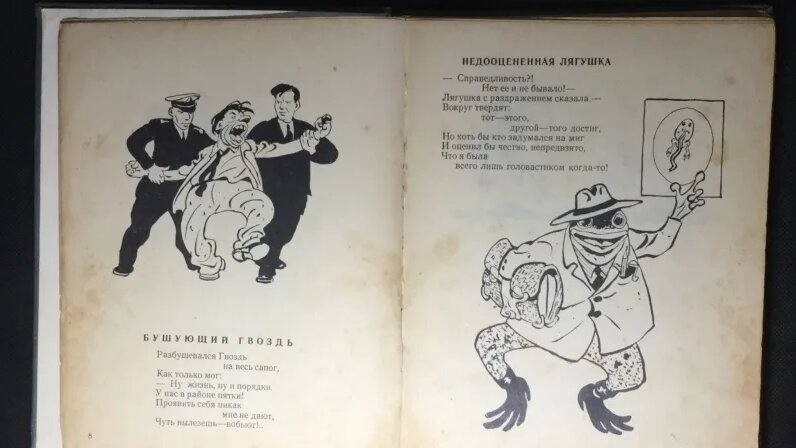 БУШУЮЩИЙ ГВОЗДЬ
Разбушевался Гвоздь
на весь сапог,
Как только мог:
— Ну жизнь, ну и порядки
У нас в районе пятки!
Проявить себя никак
мне не дают,
Чуть вылезешь—вобьют!..
8
НЕДООЦЕНЕННАЯ ЛЯГУШКА
— Справедливость?!
Нет ее и не бывало!—
Лягушка с раздражением сказала.—
Вокруг твердят:
тот—этого,
другой—того достиг,
Но хоть бы кто задумался на миг
И оценил бы честно, непредвзято,
Что я была
всего лишь головастиком когда-то!